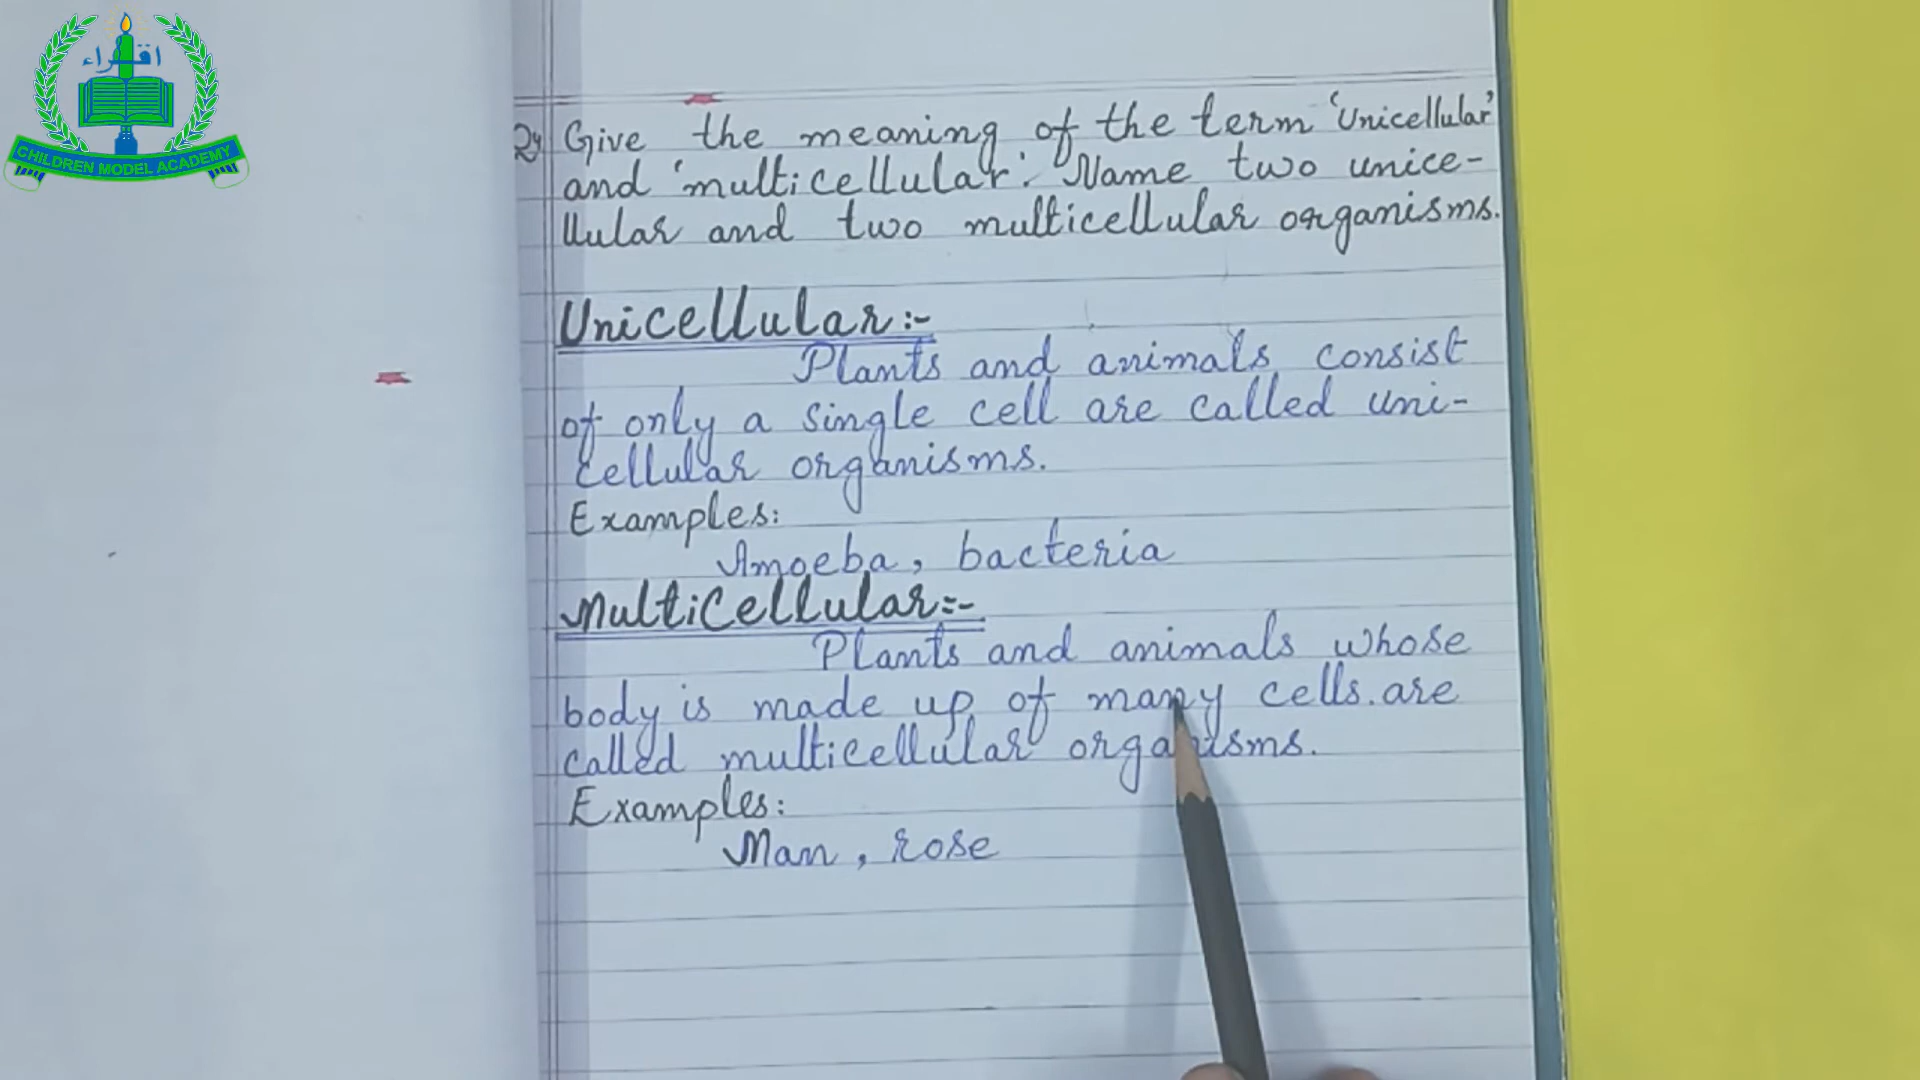 اقراء
CHILDREN MODEL ACADEMY
Q4 Give the meaning of the term 'Unicellular'
and 'multicellular'. Name two unice-
llular and two multicellular organisms.
Unicellular:-
Plants and animals consist
of only a single cell are called uni-
cellular organisms.
Examples:
Amoeba, bacteria
Multicellular:-
Plants and animals whose
body is made up of many cells are
called multicellular organisms.
Examples:
Man, rose